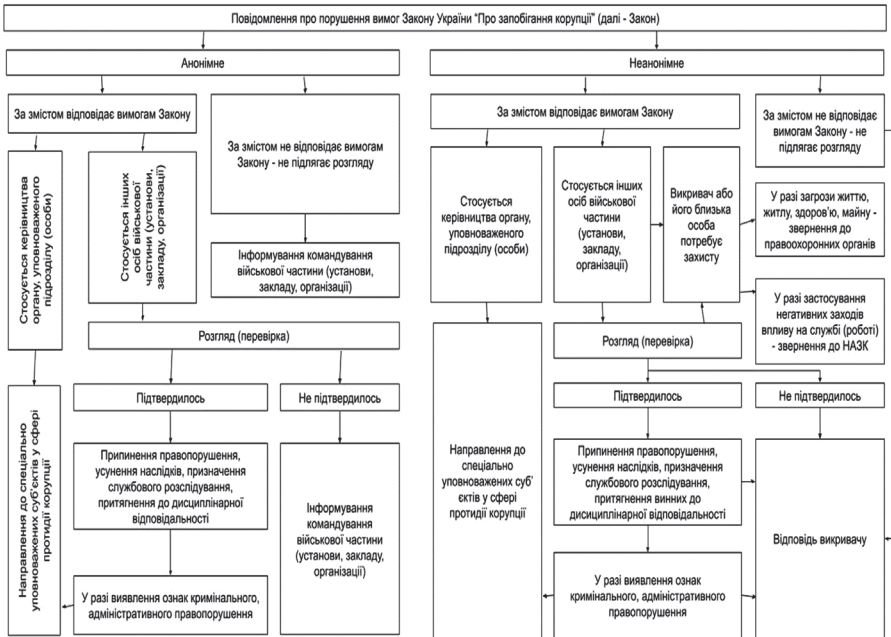 Повідомлення про порушення вимог Закону України “Про запобігання корупції” (далі - Закон)
Анонімне
За змістом відповідає вимогам Закону
Стосується
керівництва
органу, уповноваженого
підрозділу (особи)
Стосується інших
осіб військової
частини (установи,
закладу, організації)
За змістом не відповідає вимогам
Закону - не підлягає розгляду
Інформування командування
військової частини (установи,
закладу, організації)
Розгляд (перевірка)
Підтвердилось
Не підтвердилось
Направлення до спеціально
уповноважених суб'єктів у сфері
протидії корупції
Припинення правопорушення,
усунення наслідків, призначення
службового розслідування,
притягнення до дисциплінарної
відповідальності
Інформування
командування
військової частини
(установи, закладу,
організації)
У разі виявлення ознак кримінального,
адміністративного правопорушення
Неанонімне
За змістом відповідає вимогам Закону
За змістом не відповідає
вимогам Закону - не
підлягає розгляду
Стосується
керівництва органу,
уповноваженого
підрозділу (особи)
Стосується інших
осіб військової
частини
(установи,
закладу,
організації)
Викривач або
його близька
особа
потребує
захисту
У разі загрози життю,
житлу, здоров’ю, майну -
звернення до
правоохоронних органів
У разі застосування
негативних заходів
впливу на службі (роботі)
- звернення до НАЗК
Розгляд (перевірка)
Підтвердилось
Не підтвердилось
Направлення до
спеціально
уповноважених суб’
єктів у сфері
протидії корупції
Припинення правопорушення,
усунення наслідків, призначення
службового розслідування,
притягнення винних до
дисициплінарної відповідальності
Відповідь викривачу
У разі виявлення ознак
кримінального, адміністративного
правопорушення